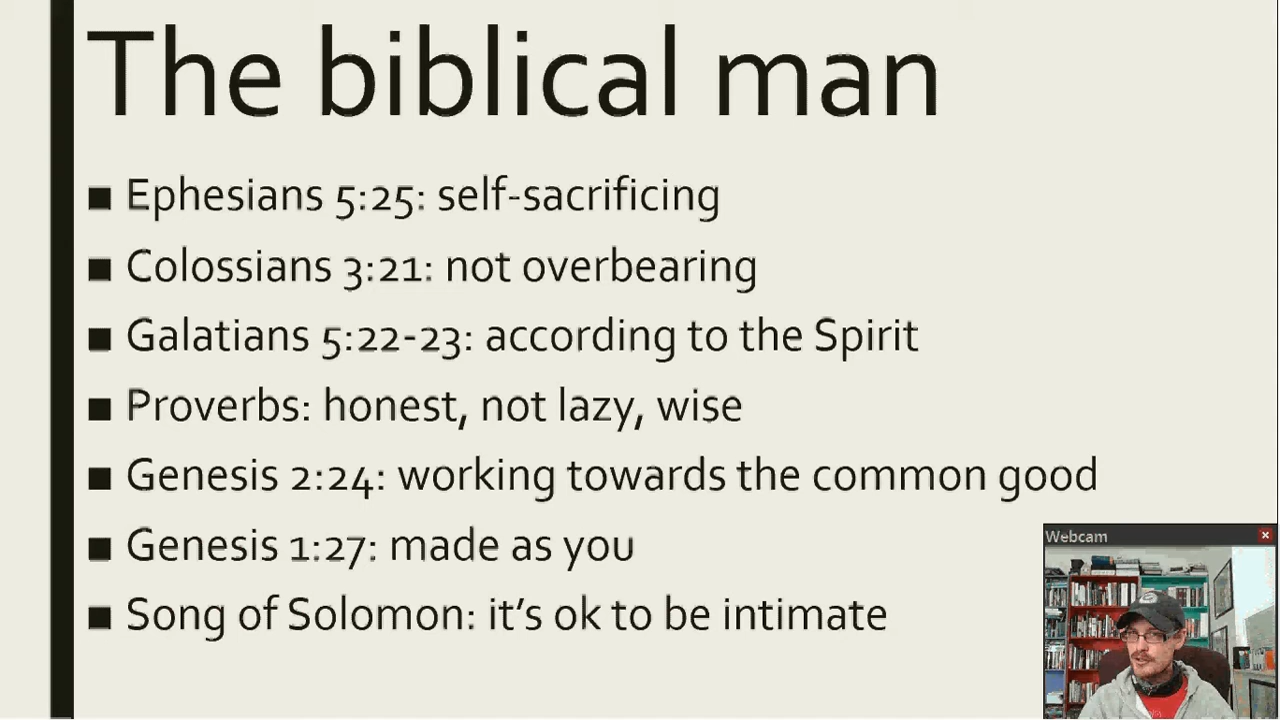 The biblical man
■ Ephesians 5:25: self-sacrificing
■ Colossians 3:21: not overbearing
■ Galatians 5:22-23: according to the Spirit
■ Proverbs: honest, not lazy, wise
■ Genesis 2:24: working towards the common good
■ Genesis 1:27: made as you
■ Song of Solomon: it’s ok to be intimate
Webcam